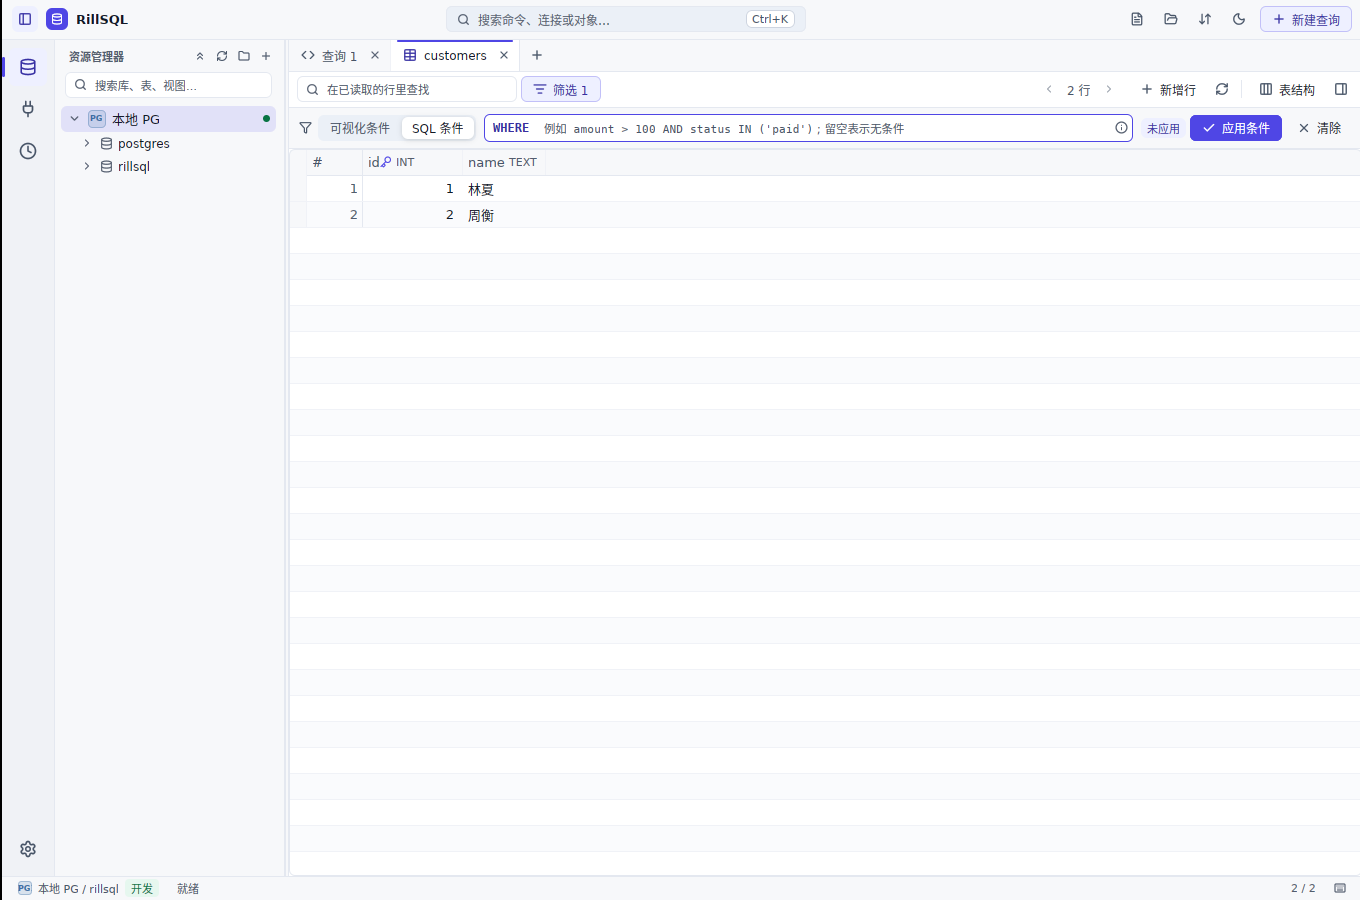 RillSQL
搜索命令、连接或对象...
Ctrl+K
新建查询
资源管理器
查询 1
customers
搜索库、表、视图...
在已读取的行里查找
筛选 1
2 行
新增行
表结构
PG 本地 PG
postgres
rillsql
可视化条件
SQL 条件
WHERE 例如 amount > 100 AND status IN ('paid')；留空表示无条件
未应用
应用条件
清除
# id INT name TEXT
1 1 林夏
2 2 周衡
PG 本地 PG / rillsql 开发 就绪
2 / 2